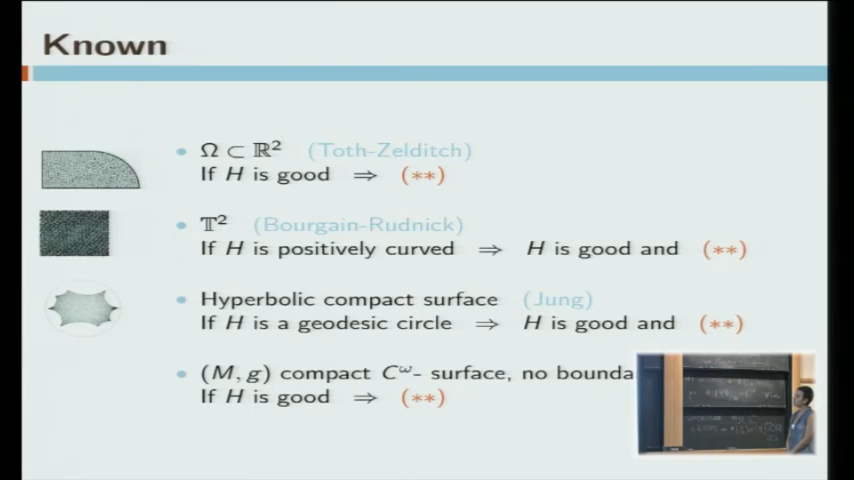 Known
• Ω ⊂ ℝ² (Toth-Zelditch)
If H is good ⇒ (∗∗)
• 𝕋² (Bourgain-Rudnick)
If H is positively curved ⇒ H is good and (∗∗)
• Hyperbolic compact surface (Jung)
If H is a geodesic circle ⇒ H is good and (∗∗)
• (M, g) compact C^ω- surface, no bounda
If H is good ⇒ (∗∗)